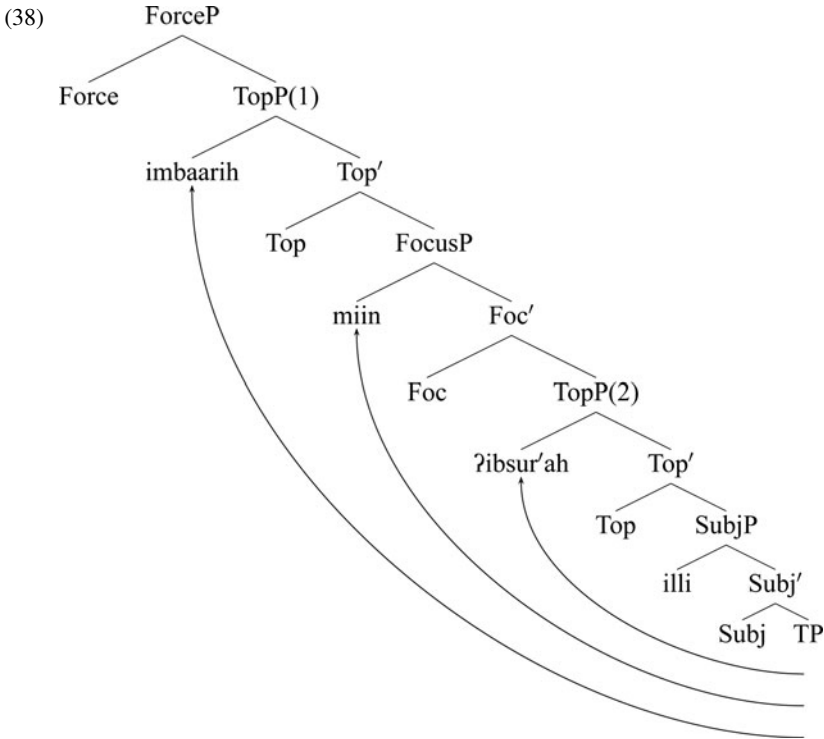 (38) ForceP
Force TopP(1)
imbaarih Top′
Top FocusP
miin Foc′
Foc TopP(2)
ʔibsurʹah Top′
Top SubjP
illi Subj′
Subj TP